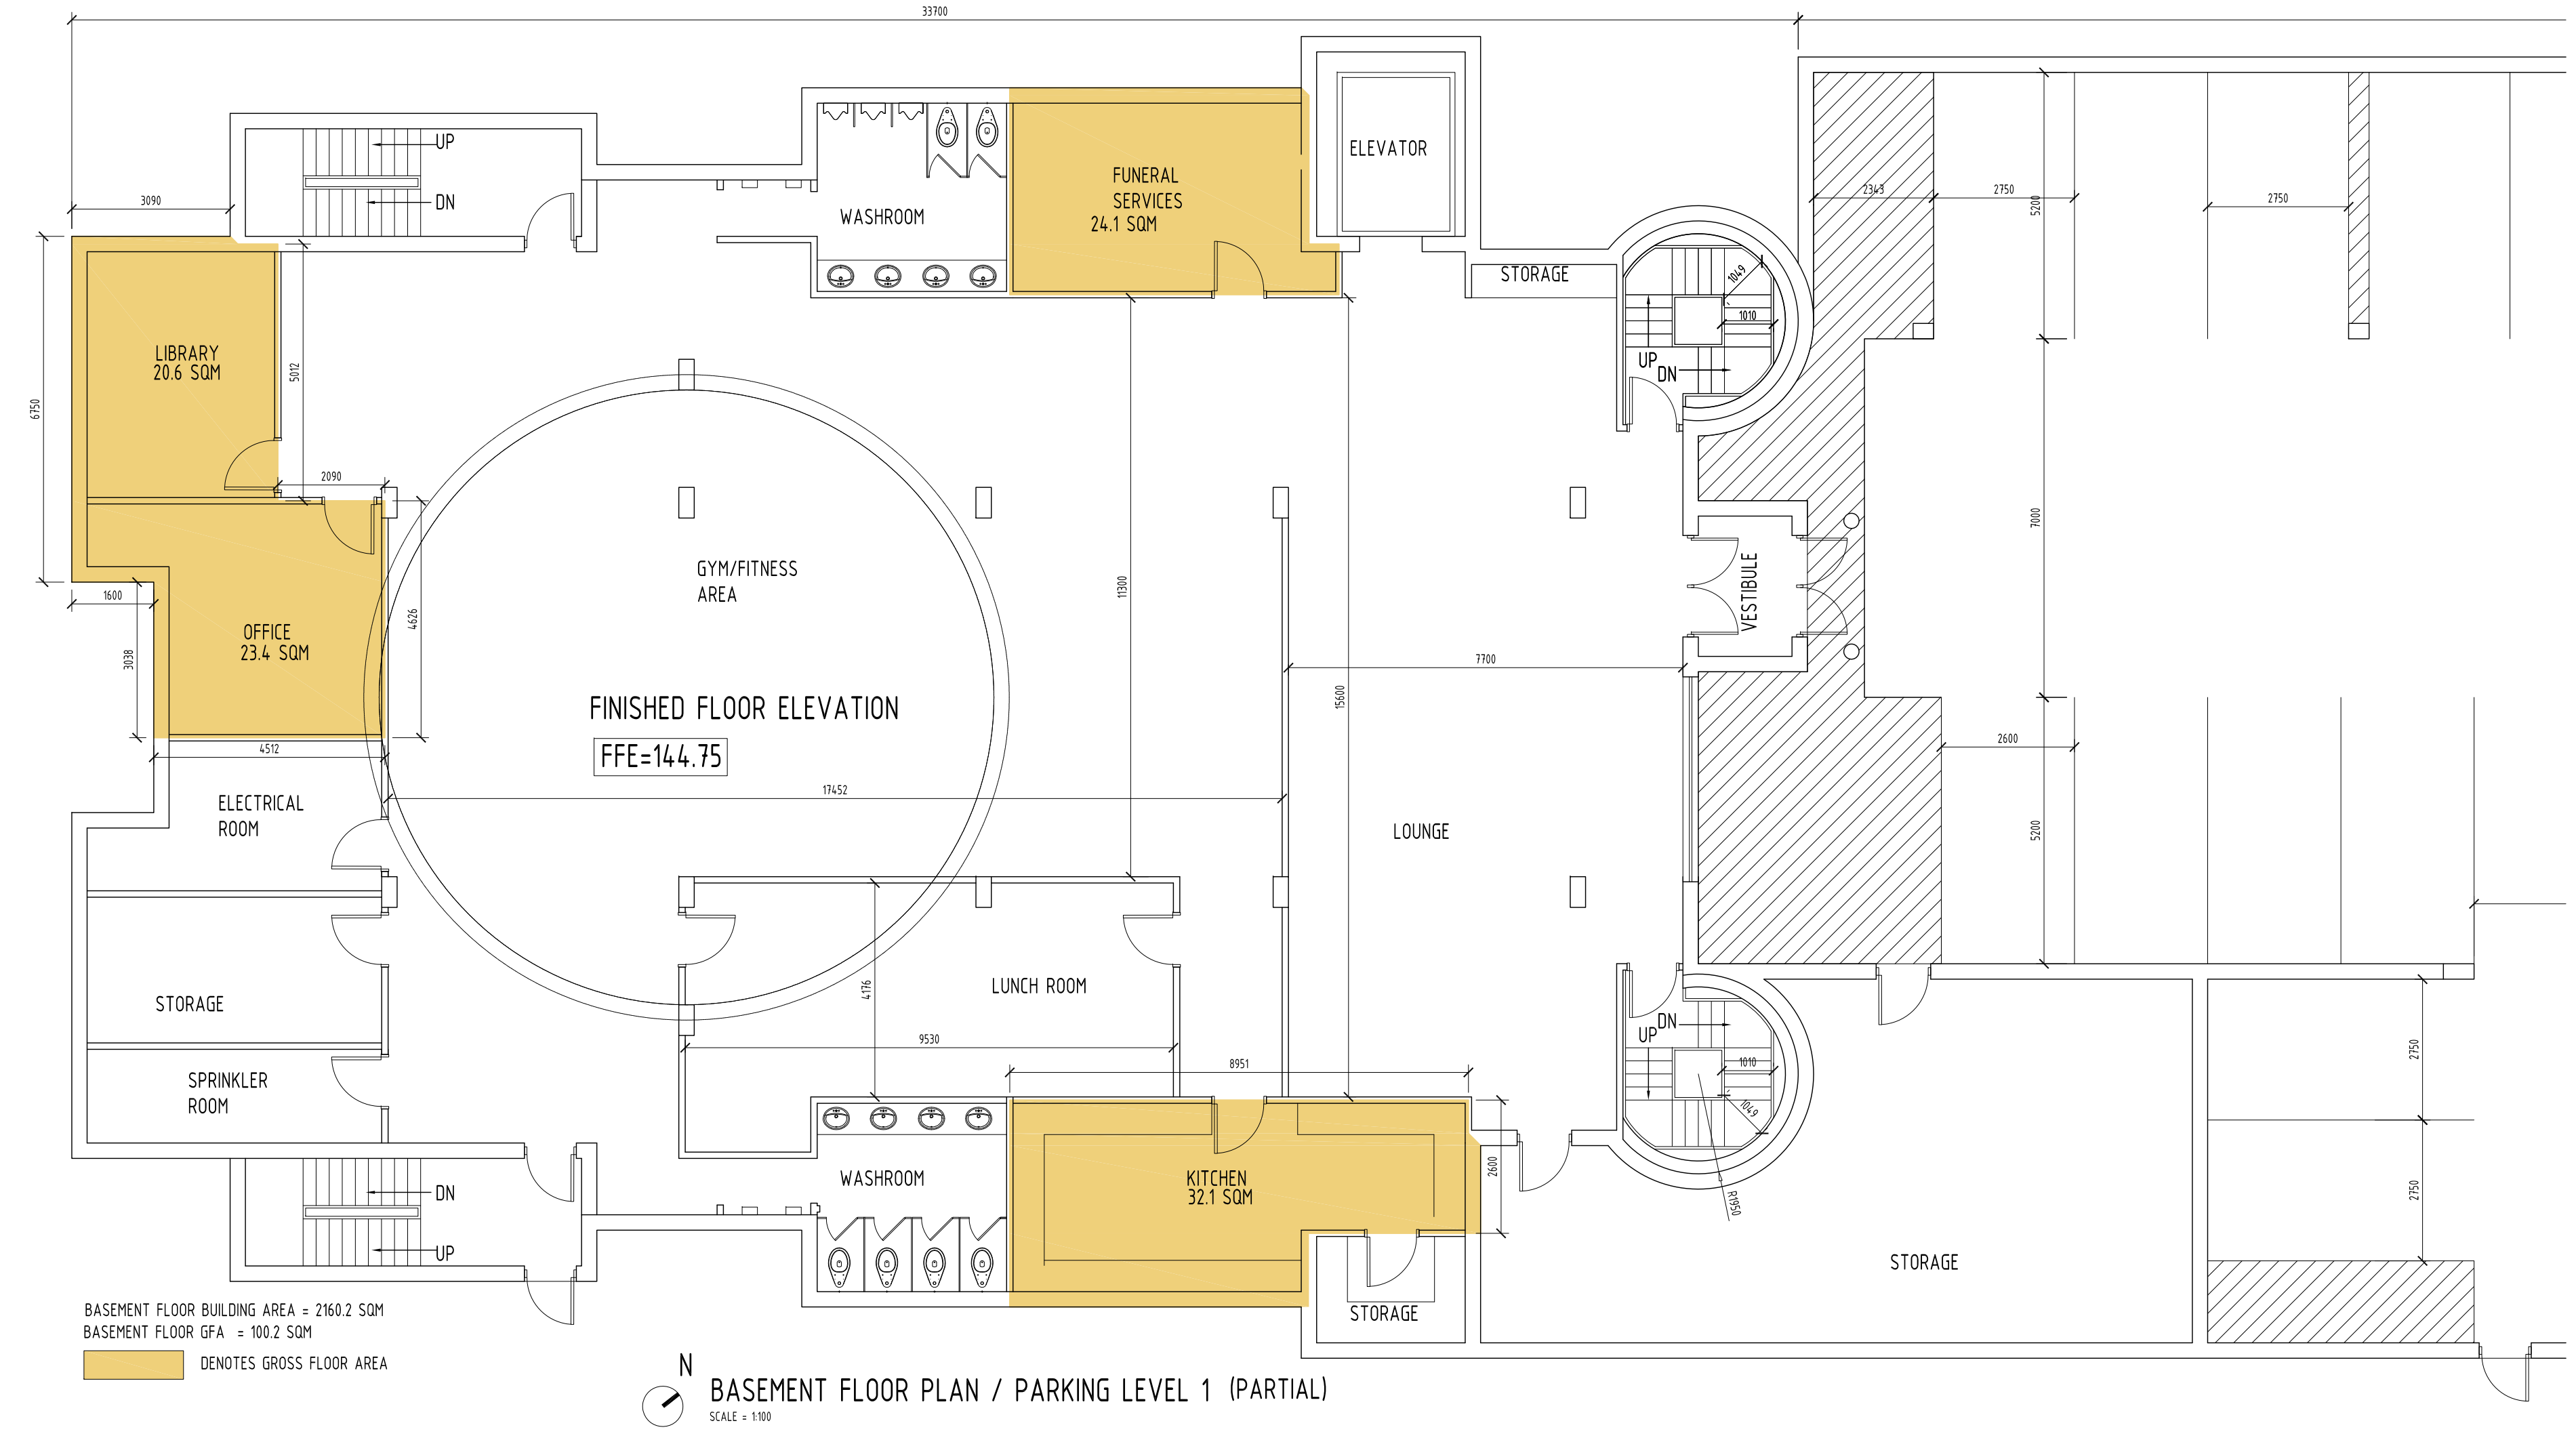 33700
UP
DN
3090
WASHROOM
FUNERAL
SERVICES
24.1 SQM
ELEVATOR
STORAGE
1049
1010
UP
DN
2343
2750
5200
2750
LIBRARY
20.6 SQM
5012
6750
2090
1600
OFFICE
23.4 SQM
4626
3038
4512
GYM/FITNESS
AREA
11300
FINISHED FLOOR ELEVATION
FFE=144.75
17452
15600
7700
VESTIBULE
7000
2600
5200
ELECTRICAL
ROOM
LOUNGE
STORAGE
4176
LUNCH ROOM
9530
8951
SPRINKLER
ROOM
DN
UP
1010
1049
R1950
2750
2750
WASHROOM
KITCHEN
32.1 SQM
2600
DN
UP
STORAGE
STORAGE
BASEMENT FLOOR BUILDING AREA = 2160.2 SQM
BASEMENT FLOOR GFA = 100.2 SQM
DENOTES GROSS FLOOR AREA
N
BASEMENT FLOOR PLAN / PARKING LEVEL 1 (PARTIAL)
SCALE = 1:100